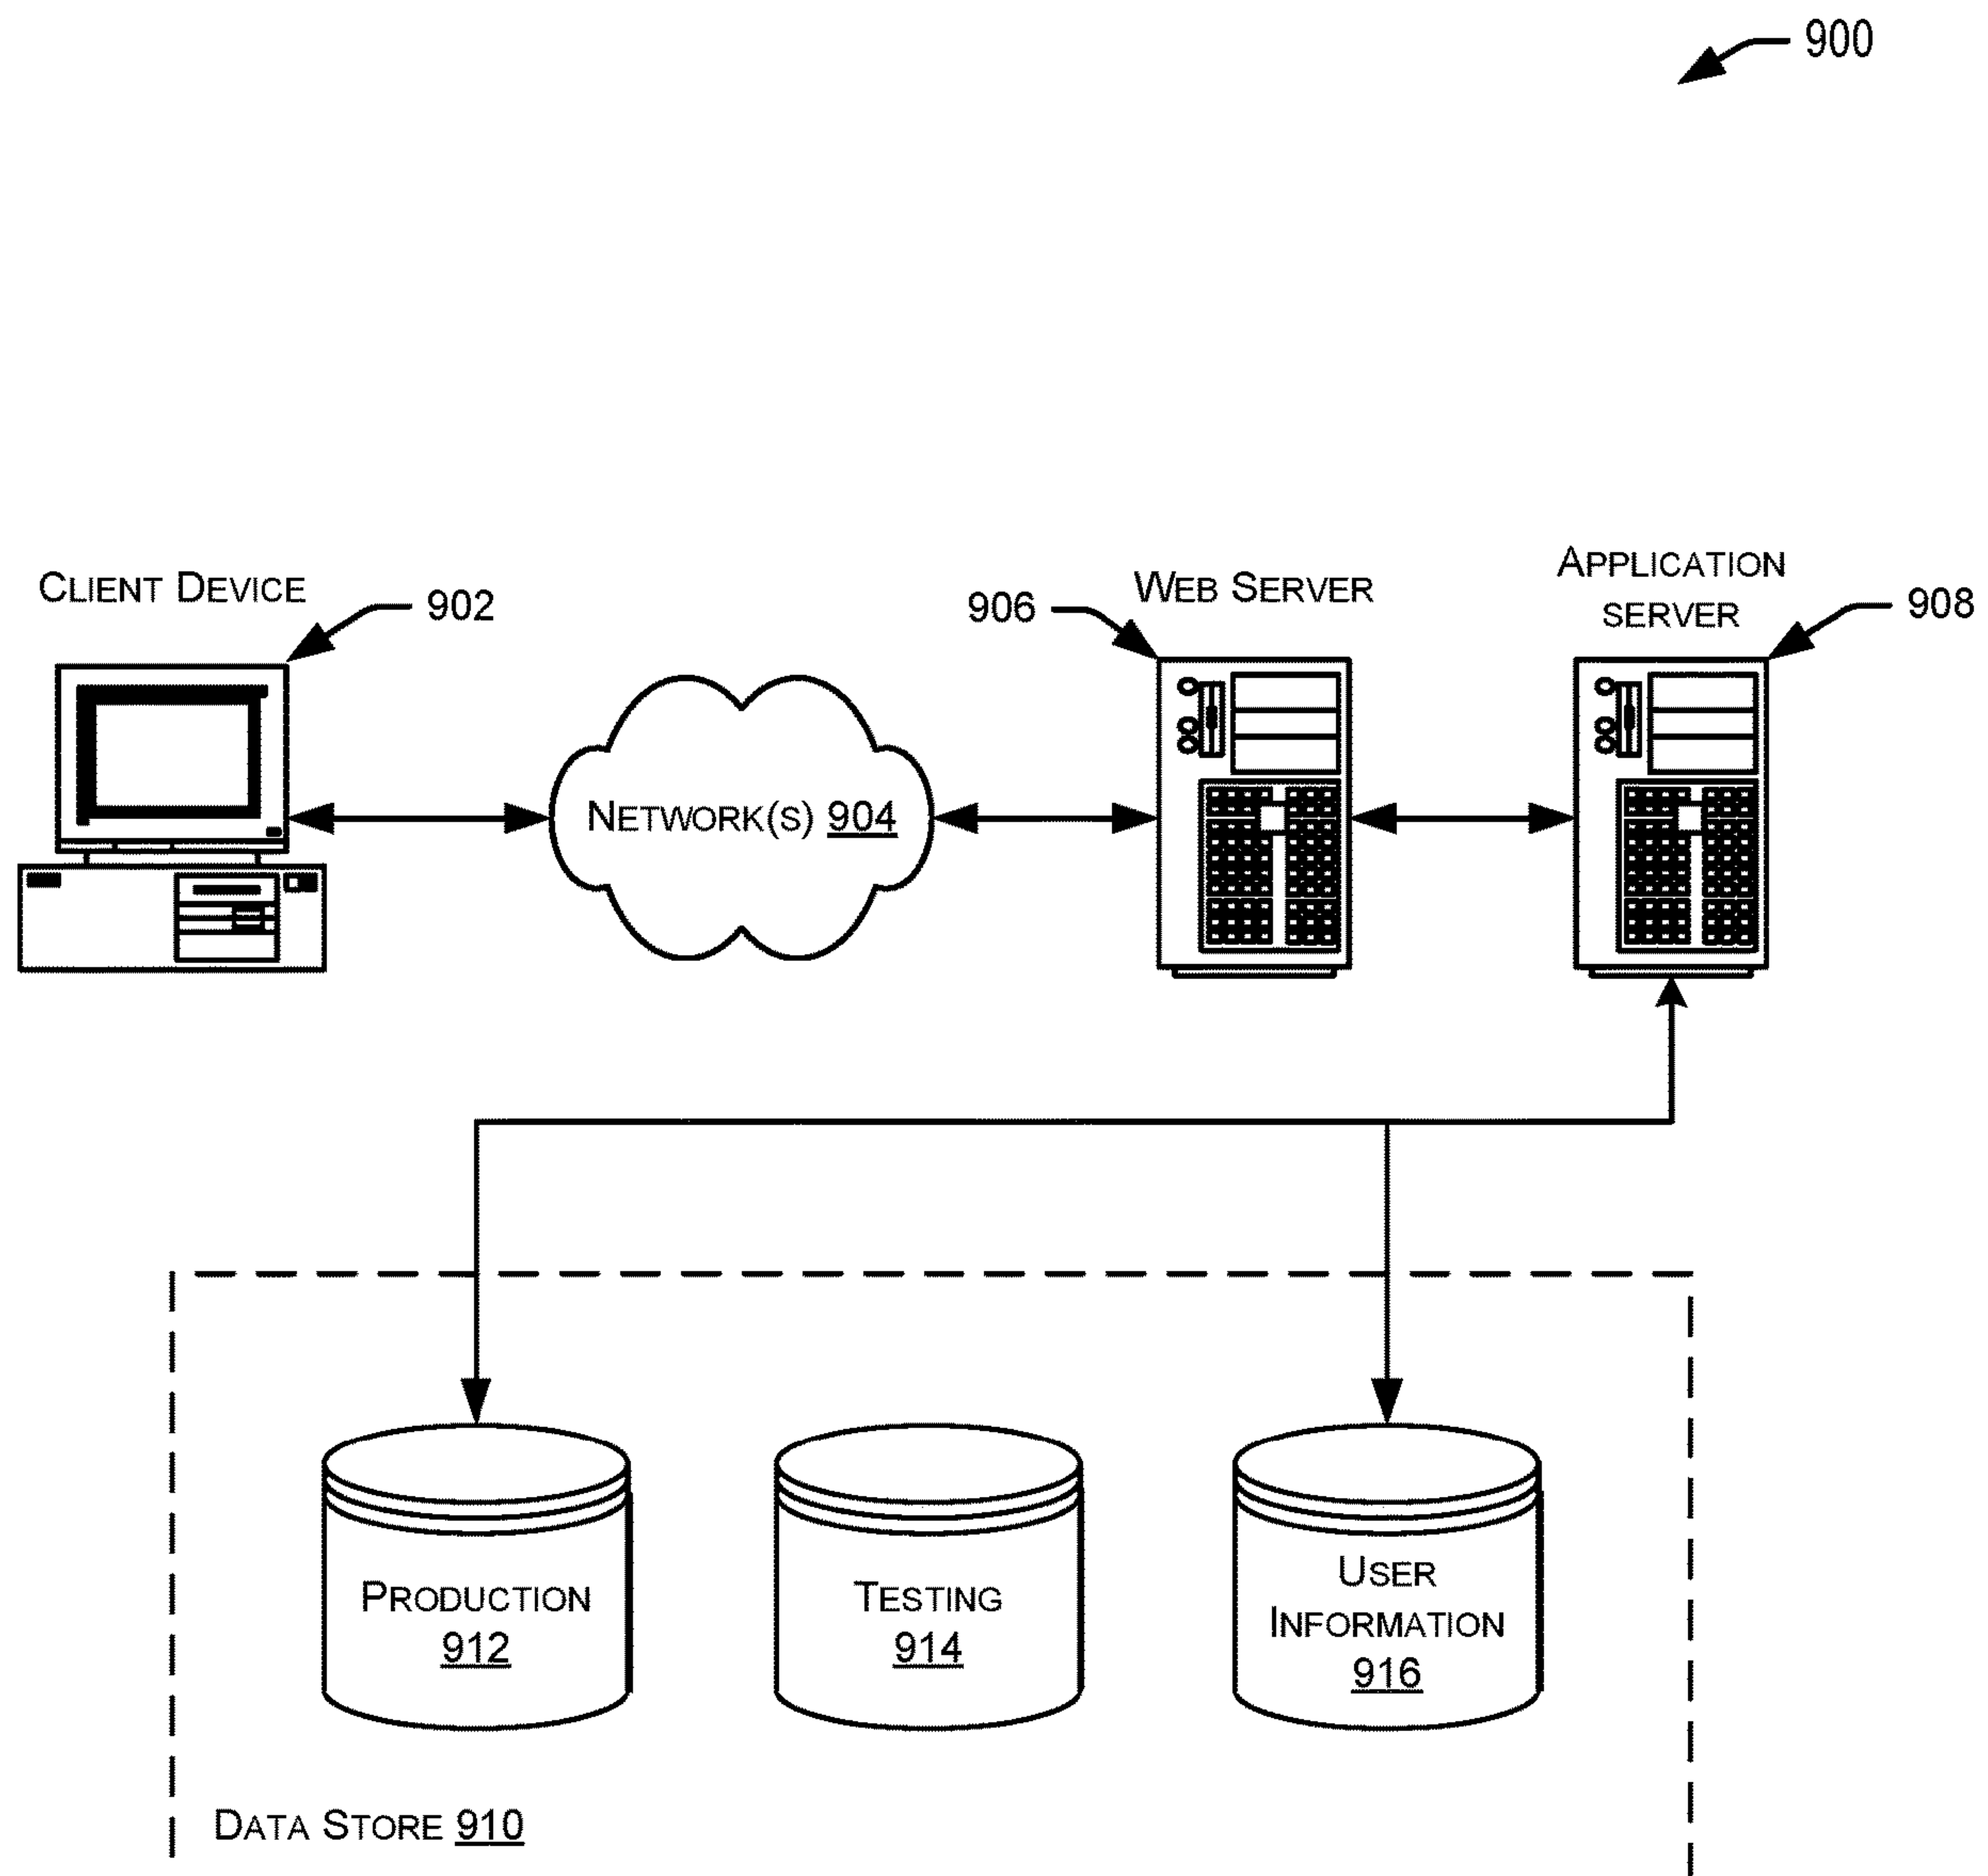 900
CLIENT DEVICE
902
906
WEB SERVER
APPLICATION
SERVER
908
NETWORK(S) 904
PRODUCTION
912
TESTING
914
USER
INFORMATION
916
DATA STORE 910